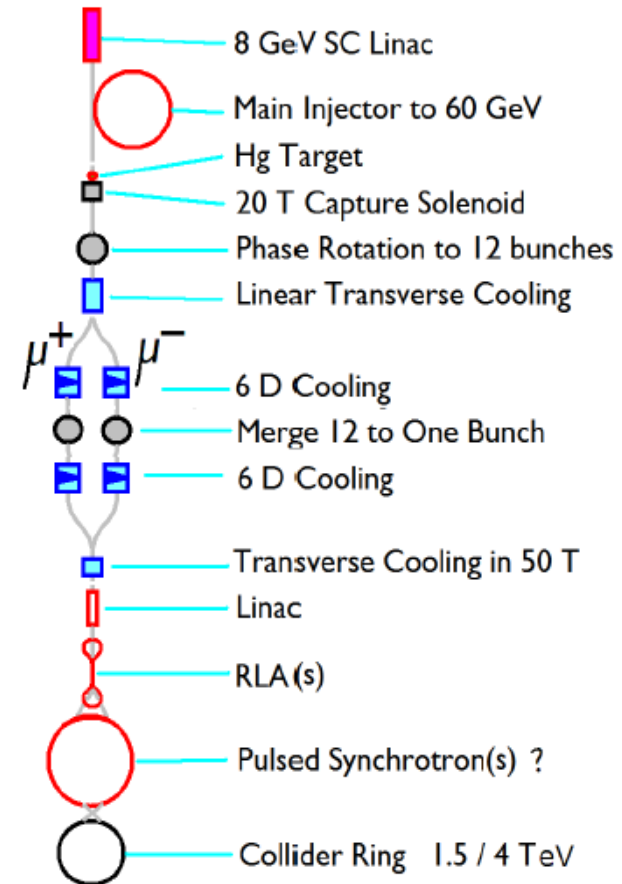 8 GeV SC Linac
Main Injector to 60 GeV
Hg Target
20 T Capture Solenoid
Phase Rotation to 12 bunches
Linear Transverse Cooling
μ+ μ−
6 D Cooling
Merge 12 to One Bunch
6 D Cooling
Transverse Cooling in 50 T
Linac
RLA(s)
Pulsed Synchrotron(s) ?
Collider Ring 1.5 / 4 TeV